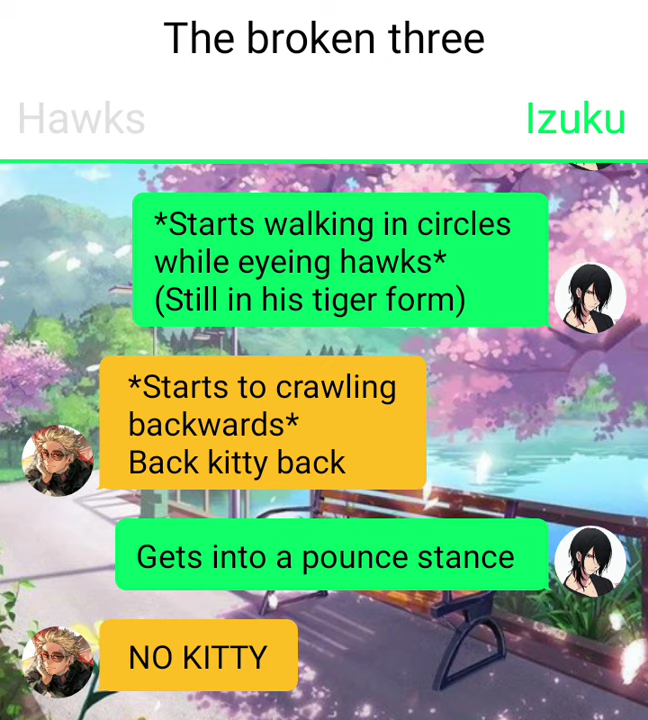 The broken three
Hawks
Izuku
*Starts walking in circles
while eyeing hawks*
(Still in his tiger form)
*Starts to crawling
backwards*
Back kitty back
Gets into a pounce stance
NO KITTY